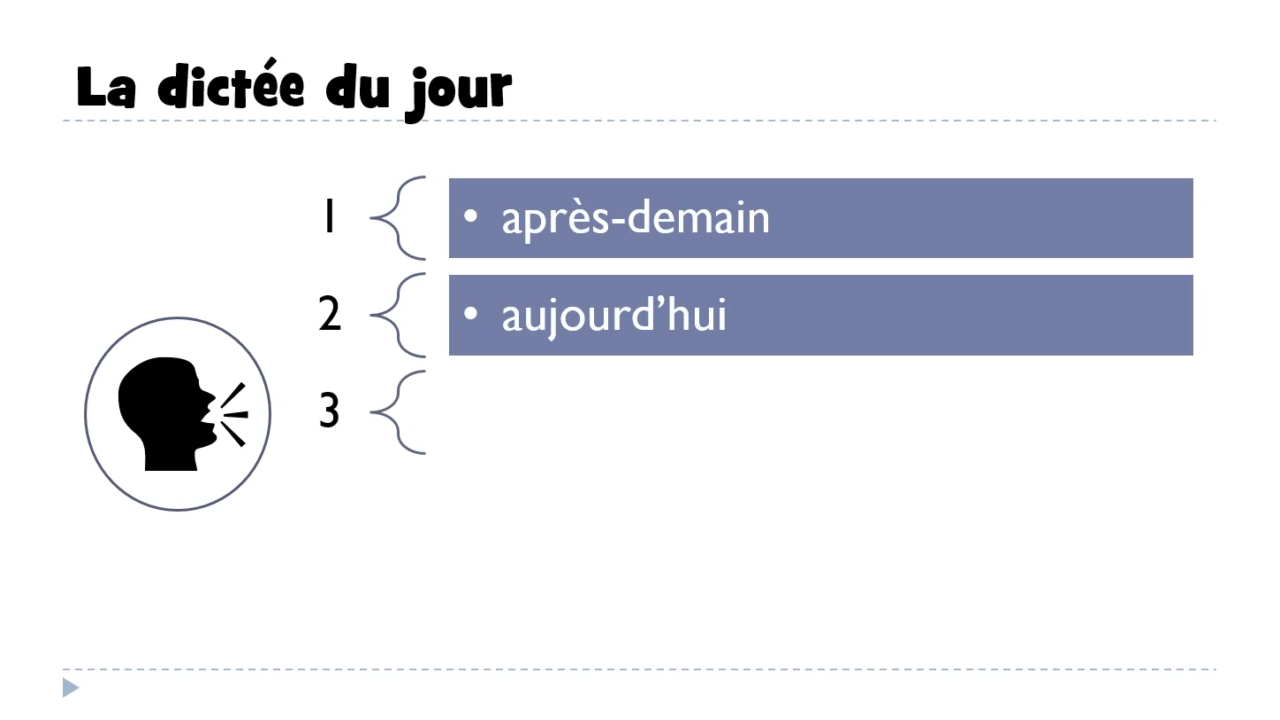 La dictée du jour
1
• après-demain
2
• aujourd’hui
3